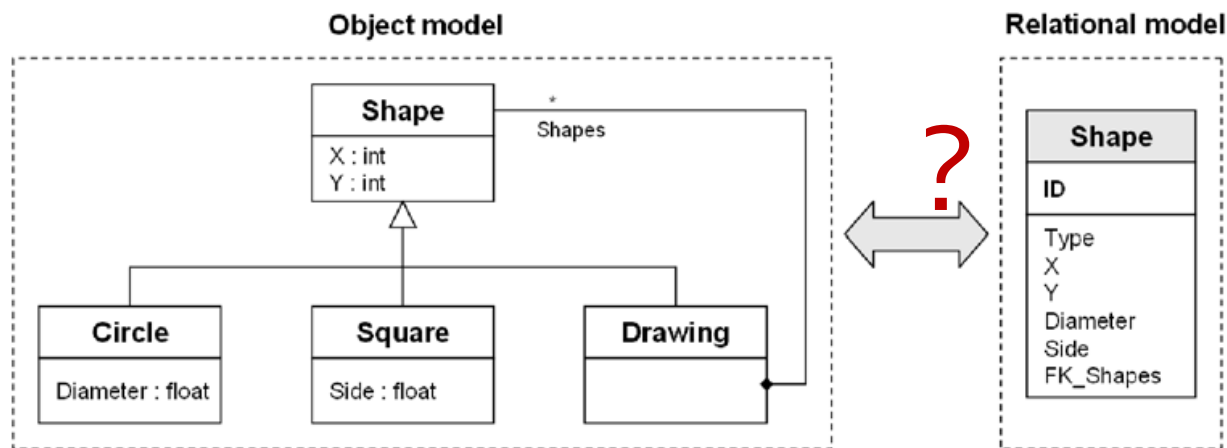 Object model
Shape
X : int
Y : int
*
Shapes
Circle
Diameter : float
Square
Side : float
Drawing
?
Relational model
Shape
ID
Type
X
Y
Diameter
Side
FK_Shapes